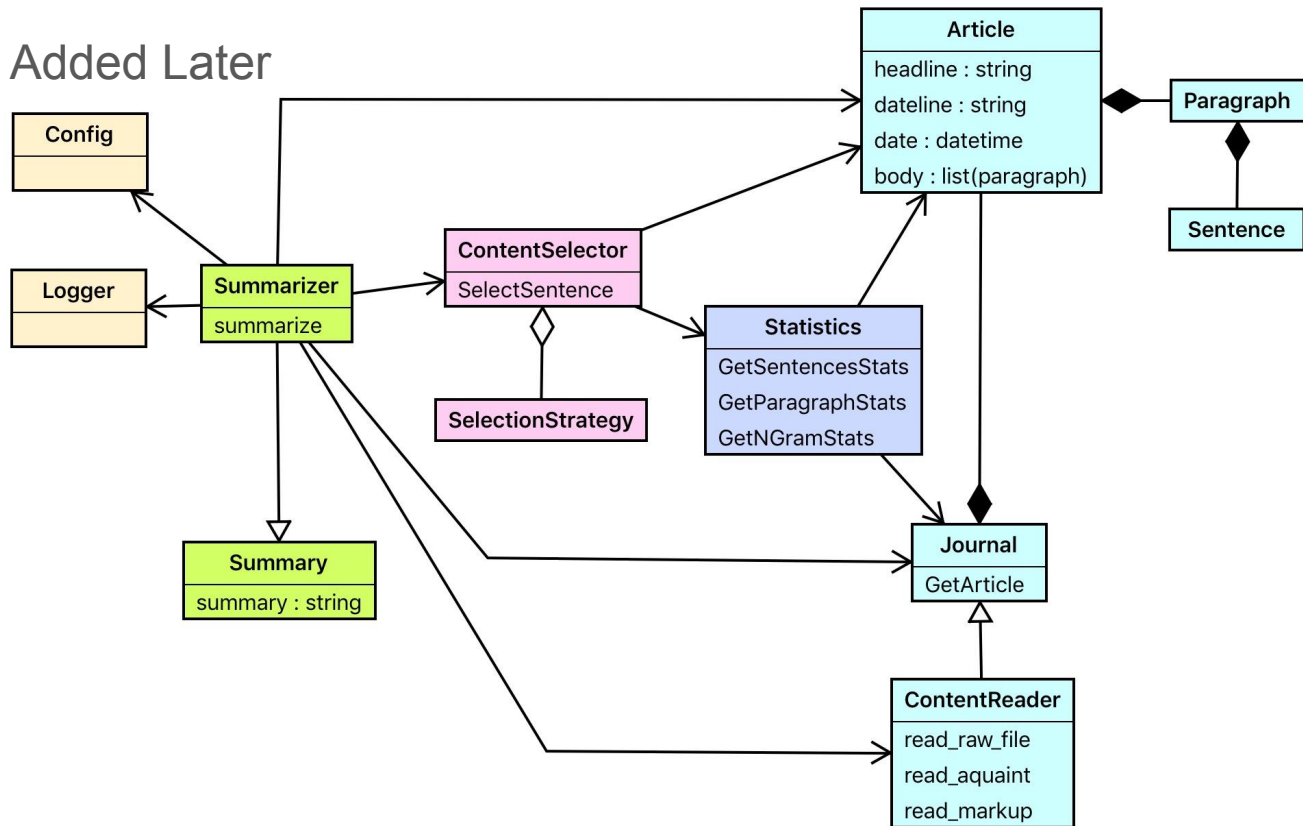 Added Later
Article
headline : string
dateline : string
date : datetime
body : list(paragraph)
Paragraph
Sentence
Config
Logger
Summarizer
summarize
ContentSelector
SelectSentence
SelectionStrategy
Statistics
GetSentencesStats
GetParagraphStats
GetNGramStats
Summary
summary : string
Journal
GetArticle
ContentReader
read_raw_file
read_aquaint
read_markup